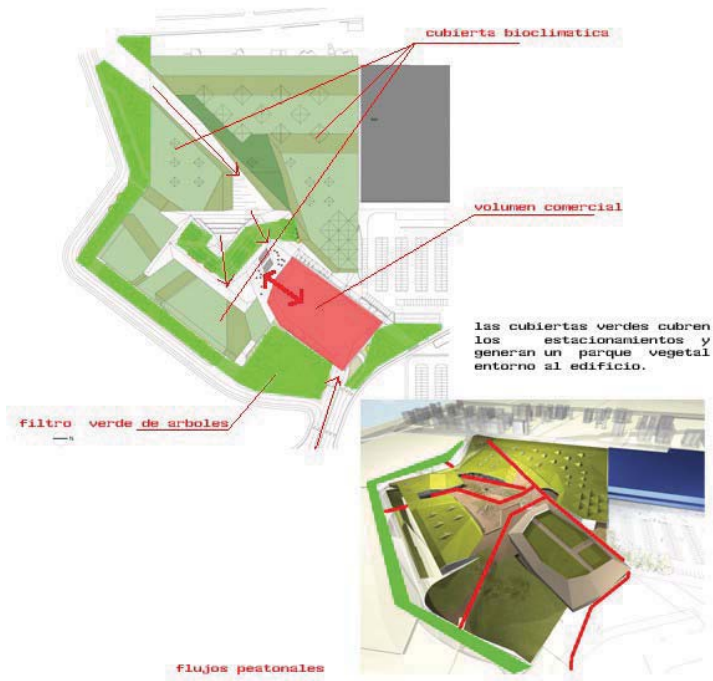 cubierta bioclimatica
volumen comercial
las cubiertas verdes cubren
los estacionamientos y
generan un parque vegetal
entorno al edificio.
filtro verde de arboles
flujos peatonales